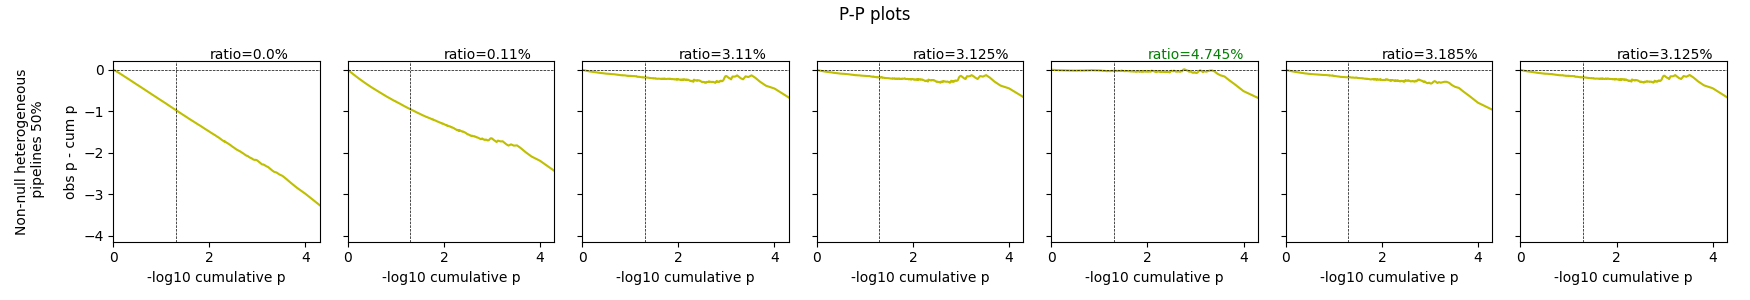 P-P plots
Non-null heterogeneous
pipelines 50%
obs p - cum p
ratio=0.0%
ratio=0.11%
ratio=3.11%
ratio=3.125%
ratio=4.745%
ratio=3.185%
ratio=3.125%
0
−1
−2
−3
−4
0 2 4
0 2 4
0 2 4
0 2 4
0 2 4
0 2 4
0 2 4
-log10 cumulative p
-log10 cumulative p
-log10 cumulative p
-log10 cumulative p
-log10 cumulative p
-log10 cumulative p
-log10 cumulative p